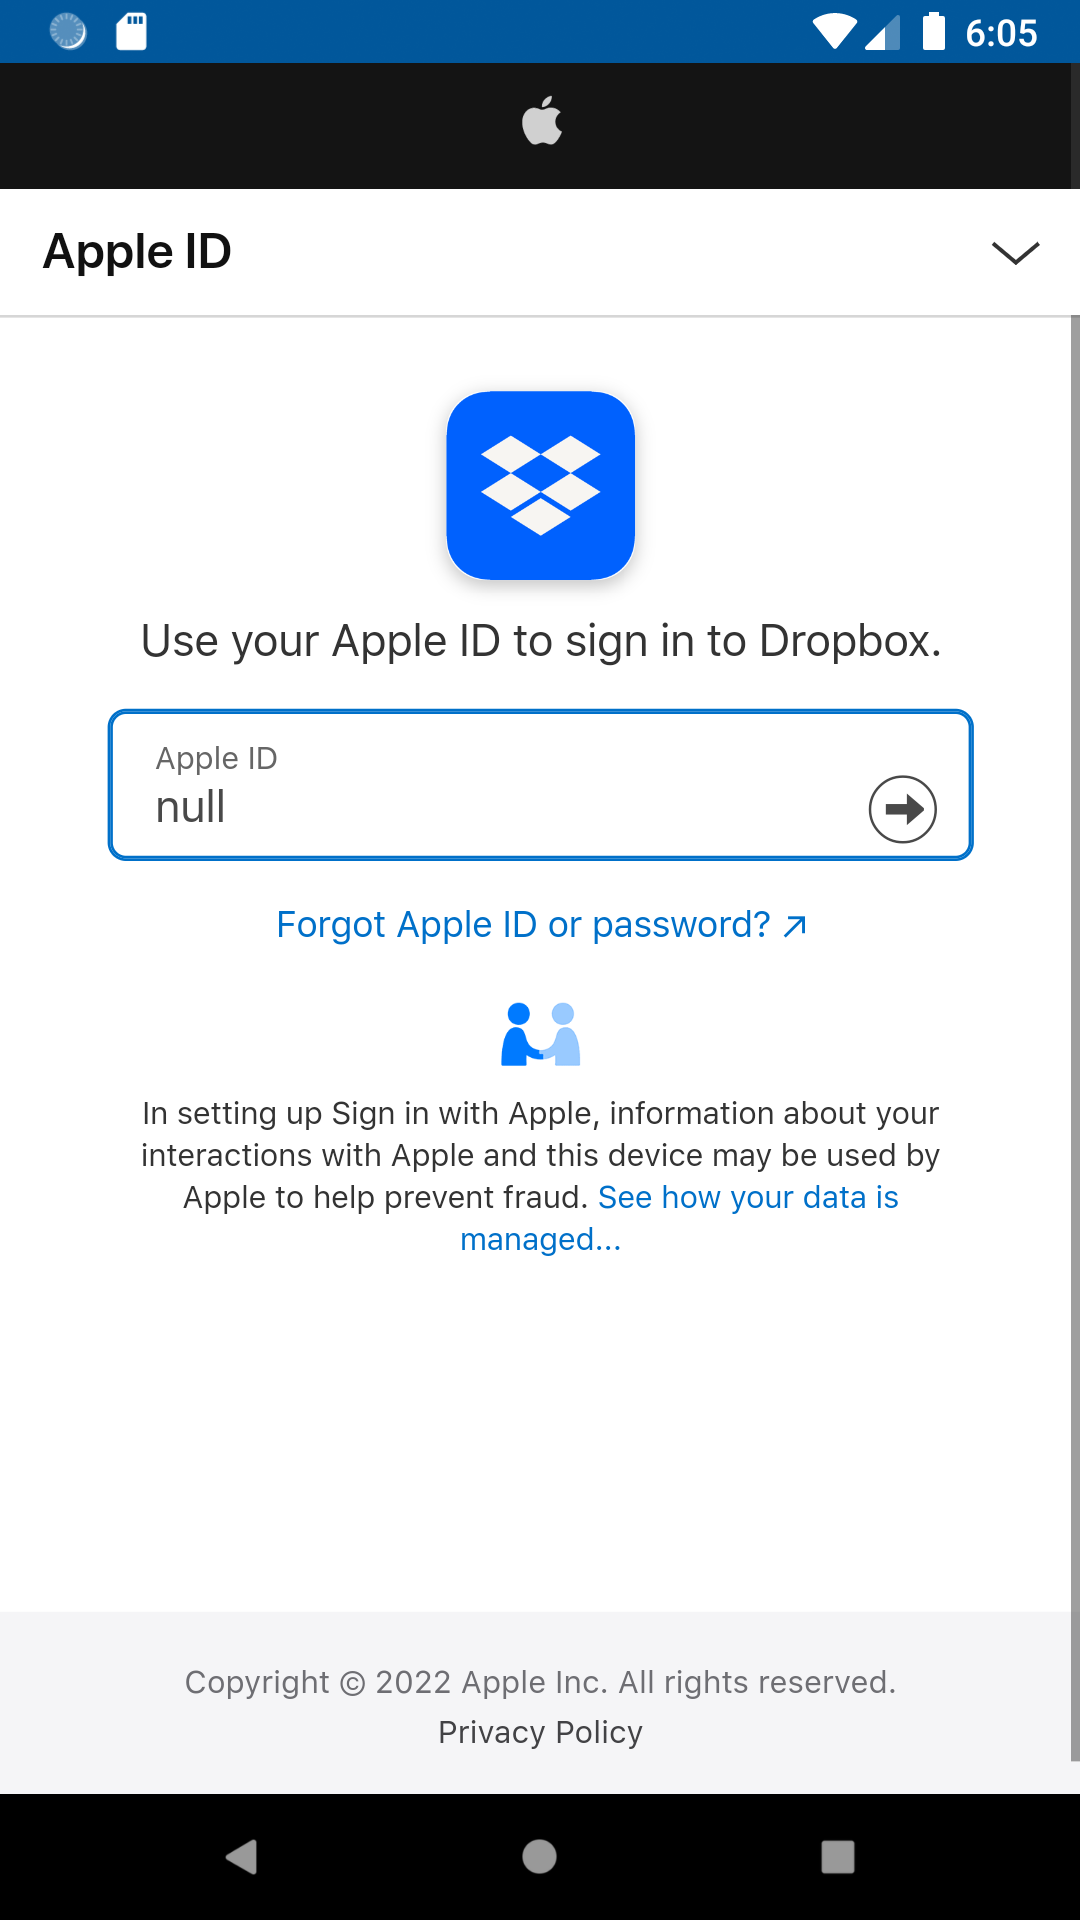 6:05
Apple ID
Use your Apple ID to sign in to Dropbox.
Apple ID
null
Forgot Apple ID or password?
In setting up Sign in with Apple, information about your
interactions with Apple and this device may be used by
Apple to help prevent fraud. See how your data is
managed...
Copyright © 2022 Apple Inc. All rights reserved.
Privacy Policy